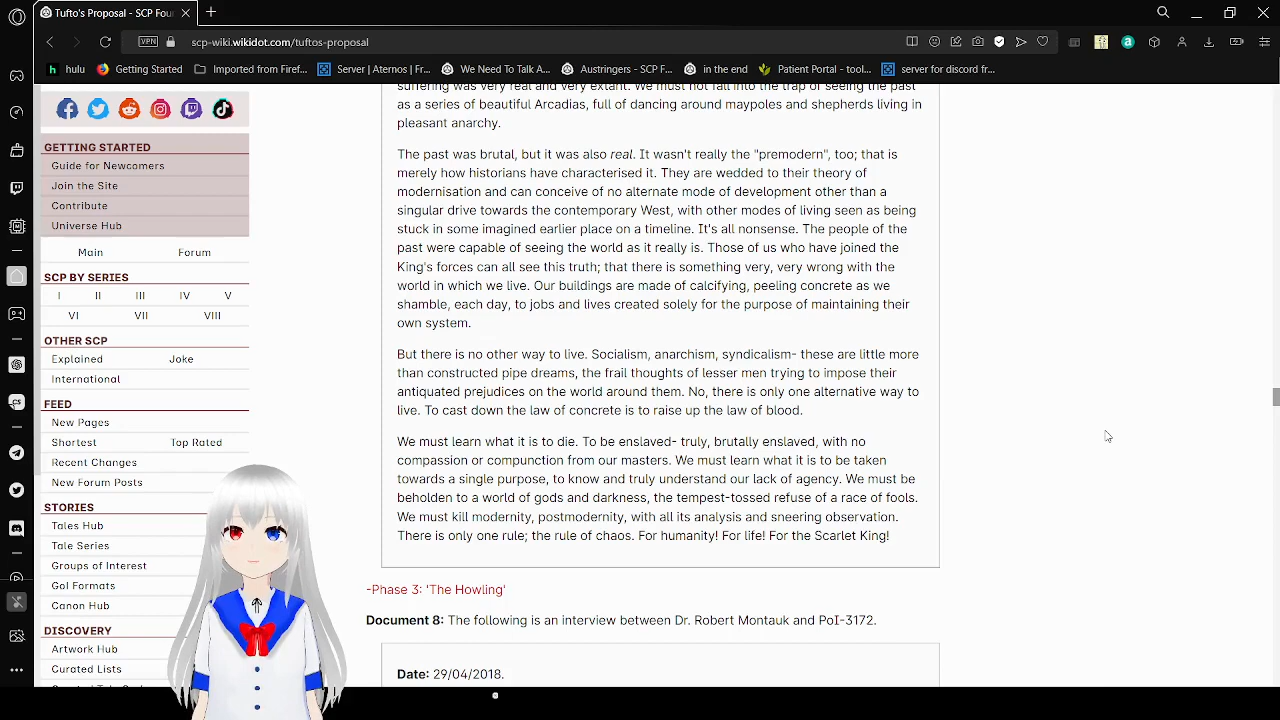 Tufto's Proposal - SCP Foun
scp-wiki.wikidot.com/tuftos-proposal
VPN
hulu
Getting Started
Imported from Firef...
Server | Aternos | Fr...
We Need To Talk A...
Austringers - SCP F...
in the end
Patient Portal - tool...
server for discord fr...
GETTING STARTED
Guide for Newcomers
Join the Site
Contribute
Universe Hub
Main Forum
SCP BY SERIES
I II III IV V
VI VII VIII
OTHER SCP
Explained Joke
International
FEED
New Pages
Shortest Top Rated
Recent Changes
New Forum Posts
STORIES
Tales Hub
Tale Series
Groups of Interest
GoI Formats
Canon Hub
DISCOVERY
Artwork Hub
Curated Lists
suffering was very real and very extant. We must not fall into the trap of seeing the past
as a series of beautiful Arcadias, full of dancing around maypoles and shepherds living in
pleasant anarchy.
The past was brutal, but it was also real. It wasn't really the "premodern", too; that is
merely how historians have characterised it. They are wedded to their theory of
modernisation and can conceive of no alternate mode of development other than a
singular drive towards the contemporary West, with other modes of living seen as being
stuck in some imagined earlier place on a timeline. It's all nonsense. The people of the
past were capable of seeing the world as it really is. Those of us who have joined the
King's forces can all see this truth; that there is something very, very wrong with the
world in which we live. Our buildings are made of calcifying, peeling concrete as we
shamble, each day, to jobs and lives created solely for the purpose of maintaining their
own system.
But there is no other way to live. Socialism, anarchism, syndicalism- these are little more
than constructed pipe dreams, the frail thoughts of lesser men trying to impose their
antiquated prejudices on the world around them. No, there is only one alternative way to
live. To cast down the law of concrete is to raise up the law of blood.
We must learn what it is to die. To be enslaved- truly, brutally enslaved, with no
compassion or compunction from our masters. We must learn what it is to be taken
towards a single purpose, to know and truly understand our lack of agency. We must be
beholden to a world of gods and darkness, the tempest-tossed refuse of a race of fools.
We must kill modernity, postmodernity, with all its analysis and sneering observation.
There is only one rule; the rule of chaos. For humanity! For life! For the Scarlet King!
-Phase 3: 'The Howling'
Document 8: The following is an interview between Dr. Robert Montauk and PoI-3172.
Date: 29/04/2018.